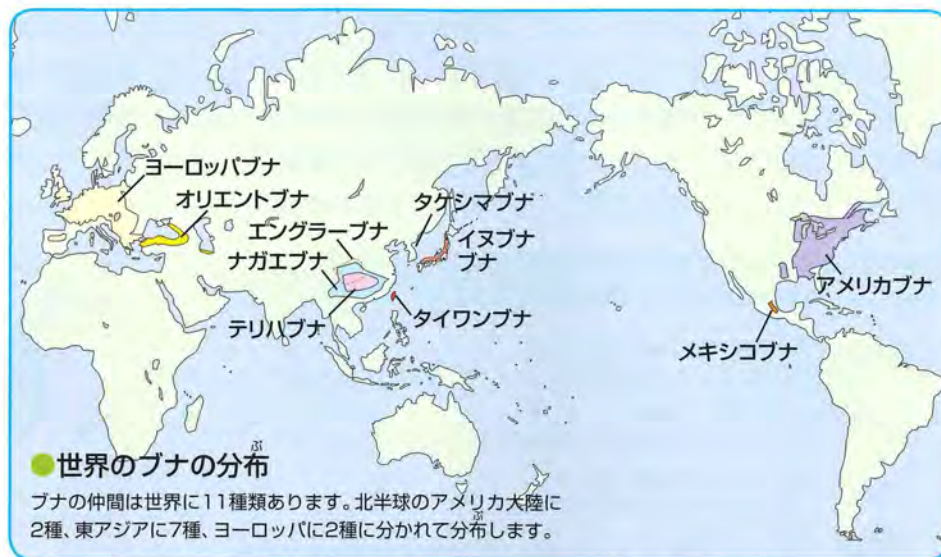 ヨーロッパブナ
オリエントブナ
エングラーブナ
ナガエブナ
テリハブナ
タケシマブナ
イヌブナ
ブナ
タイワンブナ
アメリカブナ
メキシコブナ
●世界のブナの分布
ぶ
ブナの仲間は世界に11種類あります。北半球のアメリカ大陸に
2種、東アジアに7種、ヨーロッパに2種に分かれて分布します。
ぶ